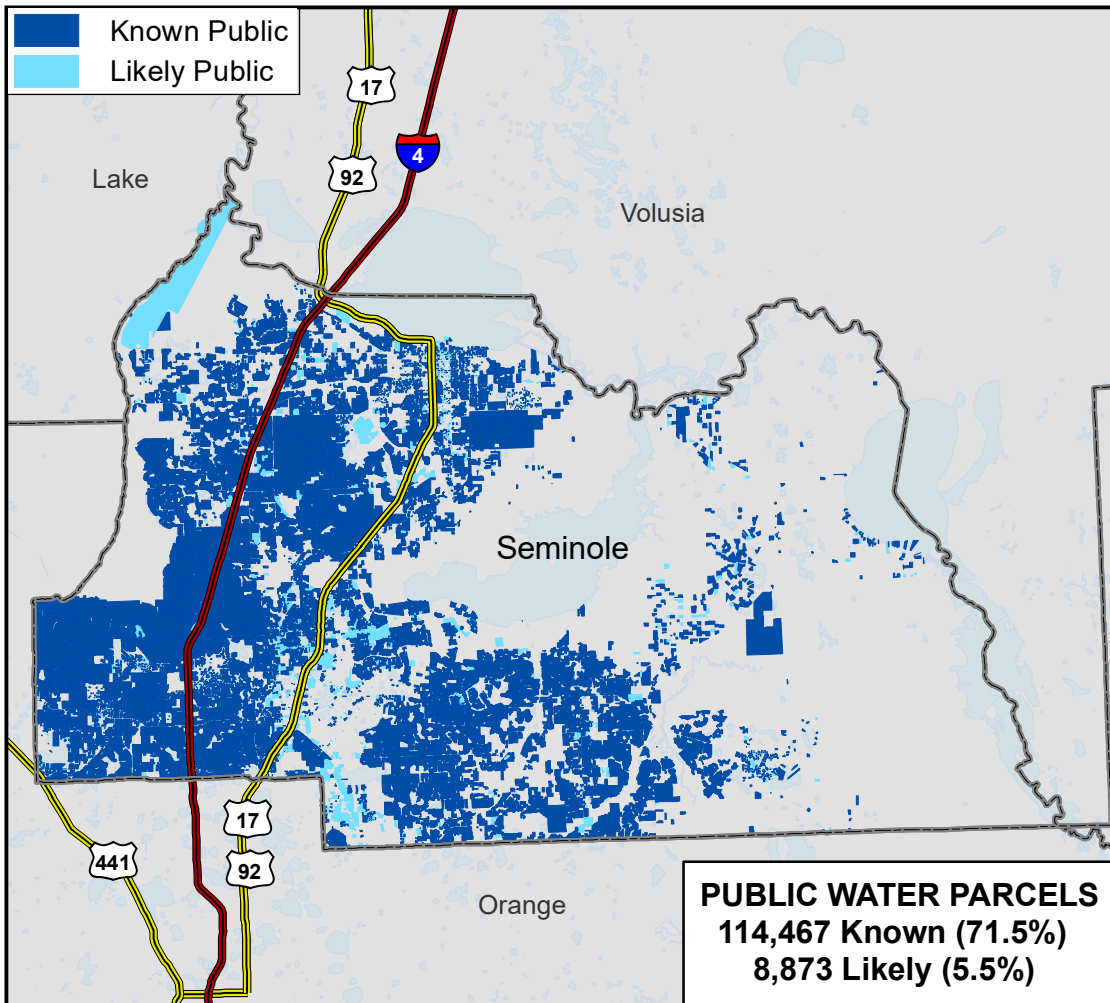 Known Public
Likely Public
17
4
92
Lake
Volusia
Seminole
17
441
92
Orange
PUBLIC WATER PARCELS
114,467 Known (71.5%)
8,873 Likely (5.5%)